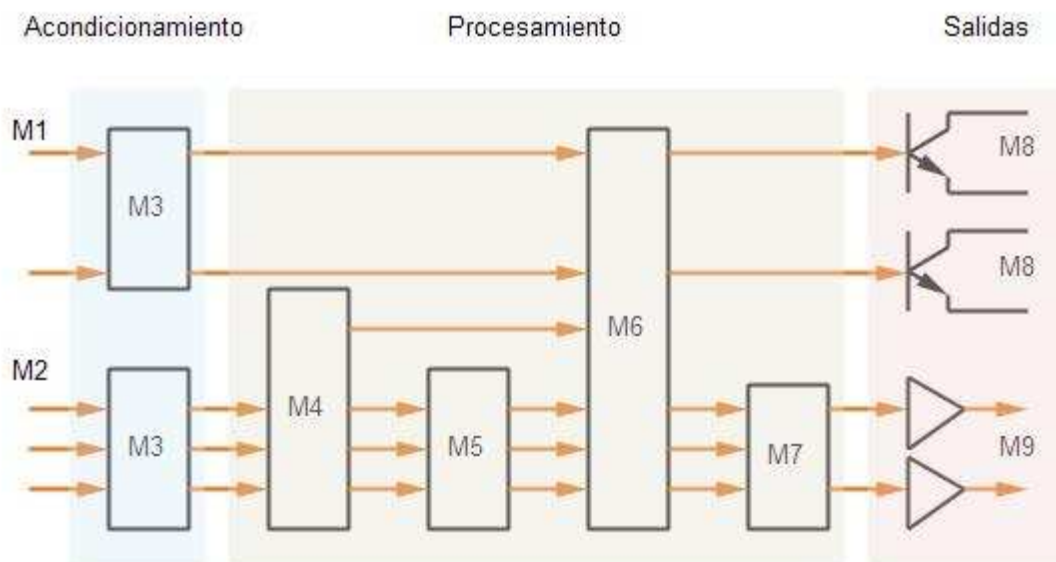 Acondicionamiento Procesamiento Salidas
M1
M3
M8
M8
M6
M2
M4
M3
M5
M7
M9